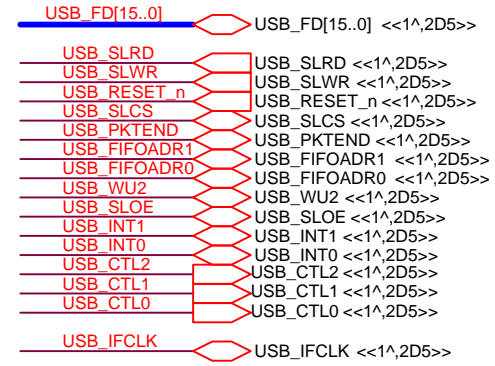 USB_FD[15..0] USB_FD[15..0] <<1^,2D5>>
USB_SLRD USB_SLRD <<1^,2D5>>
USB_SLWR USB_SLWR <<1^,2D5>>
USB_RESET_n USB_RESET_n <<1^,2D5>>
USB_SLCS USB_SLCS <<1^,2D5>>
USB_PKTEND USB_PKTEND <<1^,2D5>>
USB_FIFOADR1 USB_FIFOADR1 <<1^,2D5>>
USB_FIFOADR0 USB_FIFOADR0 <<1^,2D5>>
USB_WU2 USB_WU2 <<1^,2D5>>
USB_SLOE USB_SLOE <<1^,2D5>>
USB_INT1 USB_INT1 <<1^,2D5>>
USB_INT0 USB_INT0 <<1^,2D5>>
USB_CTL2 USB_CTL2 <<1^,2D5>>
USB_CTL1 USB_CTL1 <<1^,2D5>>
USB_CTL0 USB_CTL0 <<1^,2D5>>
USB_IFCLK USB_IFCLK <<1^,2D5>>